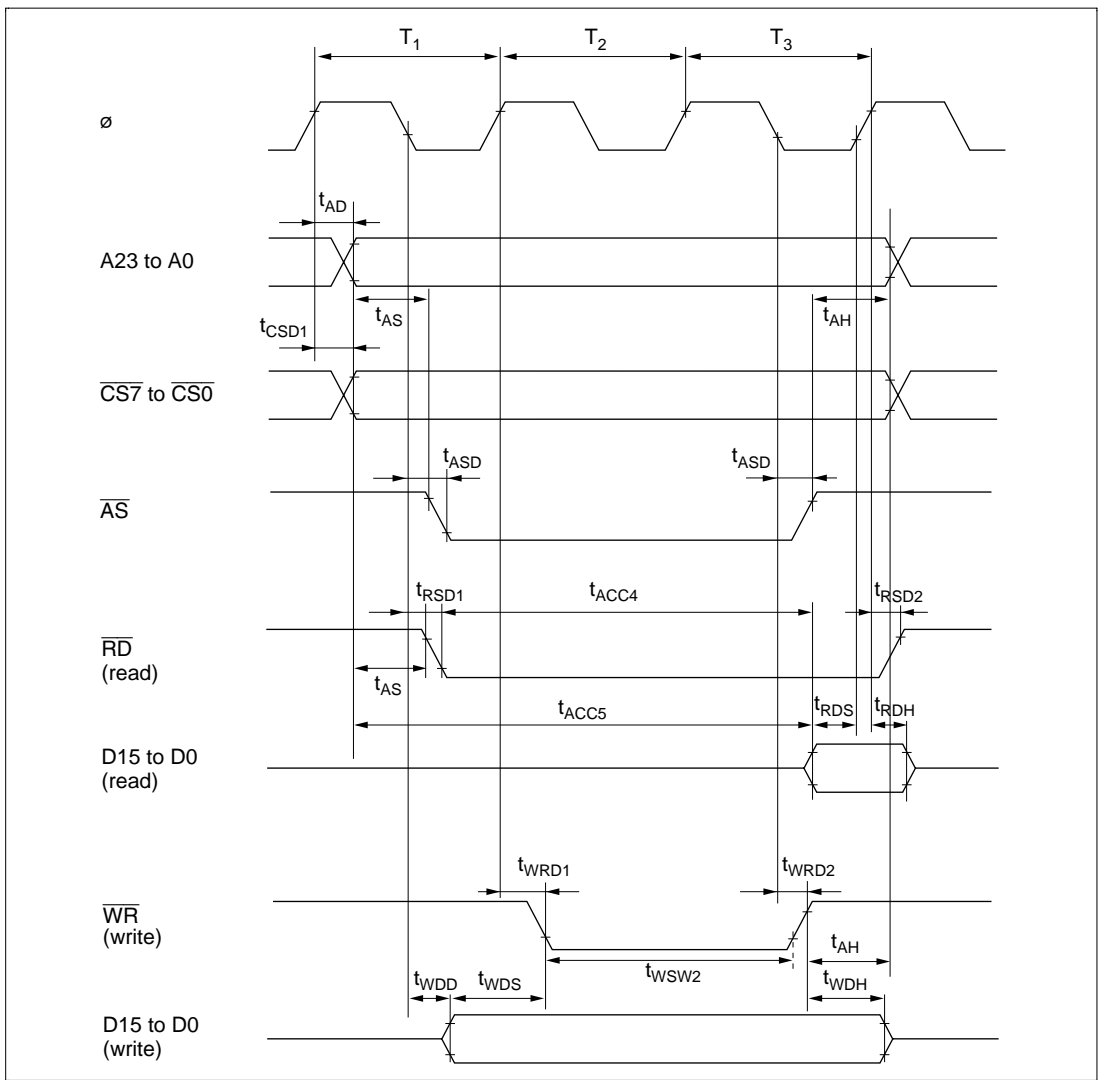 T1 T2 T3
ø
tAD
A23 to A0
tAS tAH
tCSD1
CS7 to CS0
tASD tASD
AS
tRSD1 tACC4 tRSD2
RD
(read)
tAS
tACC5 tRDS tRDH
D15 to D0
(read)
tWRD1 tWRD2
WR
(write)
tAH
tWSW2
tWDD tWDS tWDH
D15 to D0
(write)